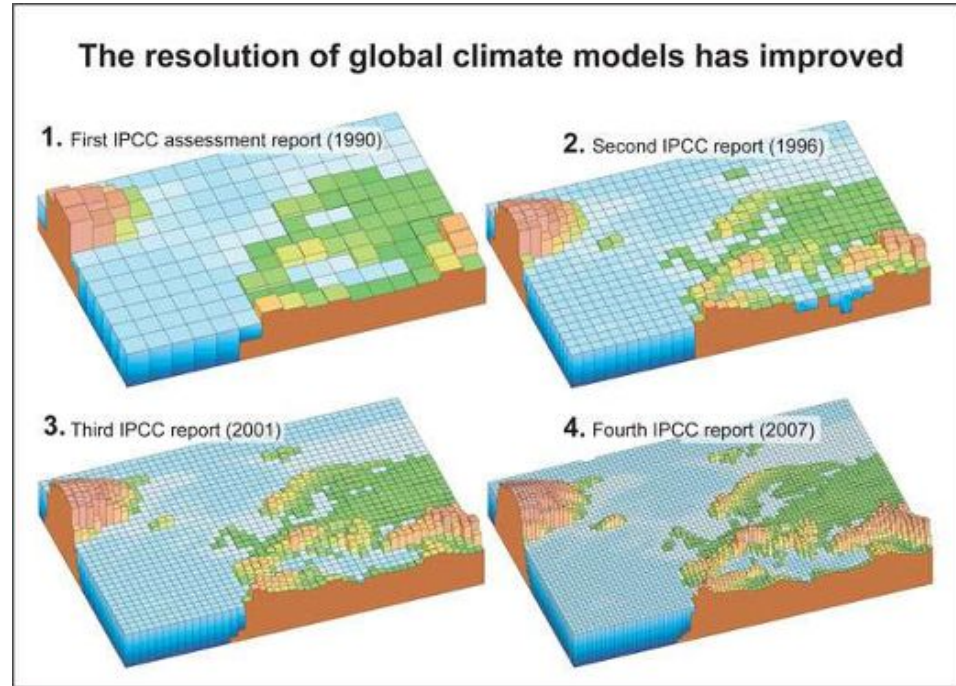 The resolution of global climate models has improved
1. First IPCC assessment report (1990)
2. Second IPCC report (1996)
3. Third IPCC report (2001)
4. Fourth IPCC report (2007)